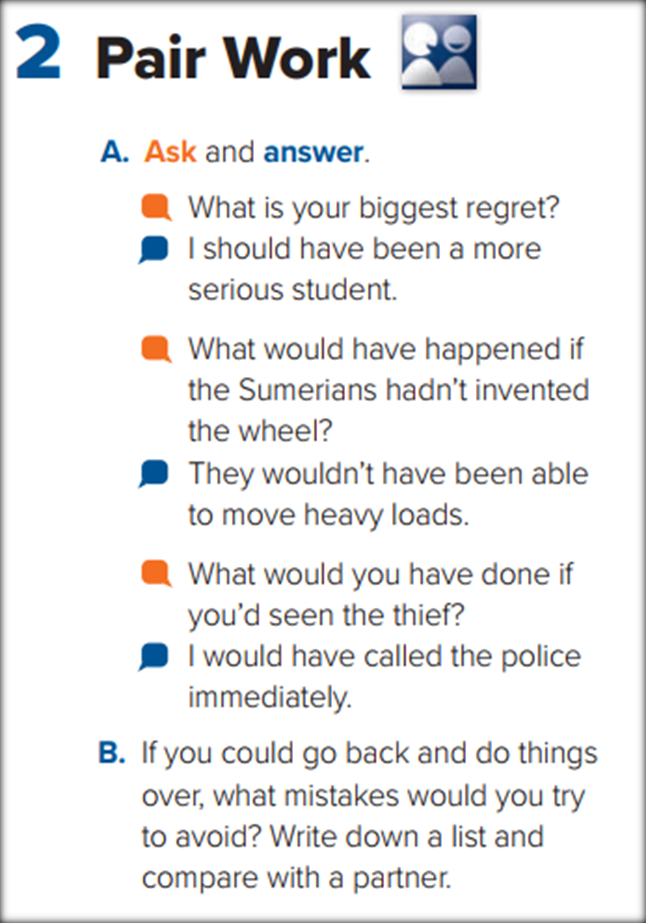 2 Pair Work
A. Ask and answer.
What is your biggest regret?
I should have been a more
serious student.
What would have happened if
the Sumerians hadn’t invented
the wheel?
They wouldn’t have been able
to move heavy loads.
What would you have done if
you’d seen the thief?
I would have called the police
immediately.
B. If you could go back and do things
over, what mistakes would you try
to avoid? Write down a list and
compare with a partner.